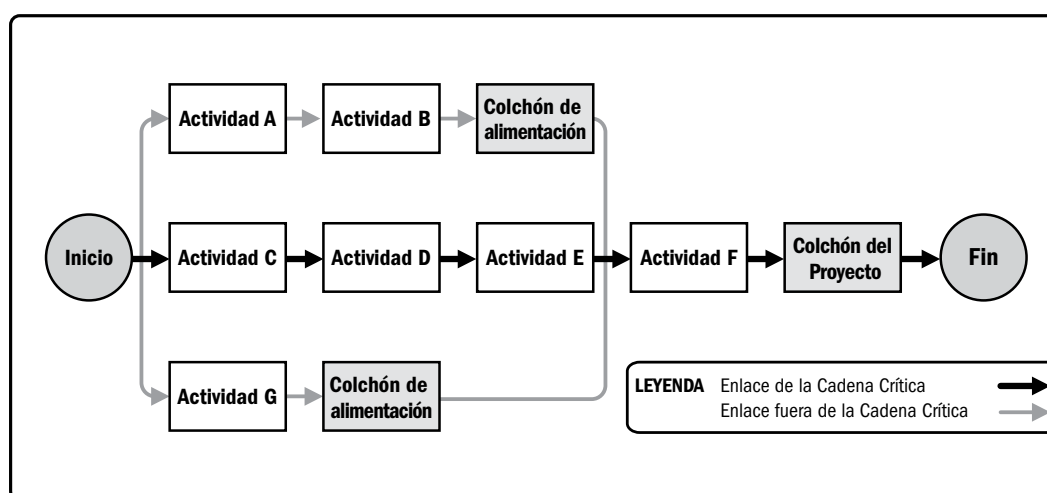 Actividad A
Actividad B
Colchón de
alimentación
Inicio
Actividad C
Actividad D
Actividad E
Actividad F
Colchón del
Proyecto
Fin
Actividad G
Colchón de
alimentación
LEYENDA Enlace de la Cadena Crítica
Enlace fuera de la Cadena Crítica